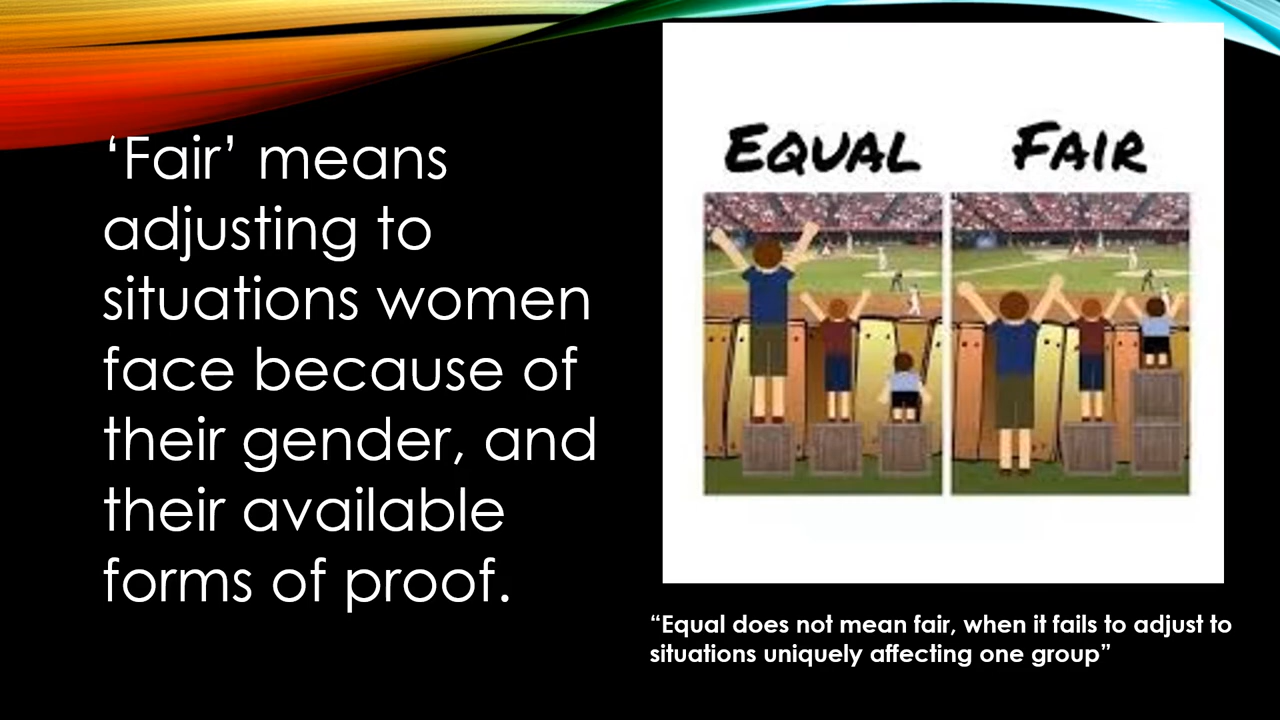 ‘Fair’ means
adjusting to
situations women
face because of
their gender, and
their available
forms of proof.
EQUAL FAIR
“Equal does not mean fair, when it fails to adjust to
situations uniquely affecting one group”